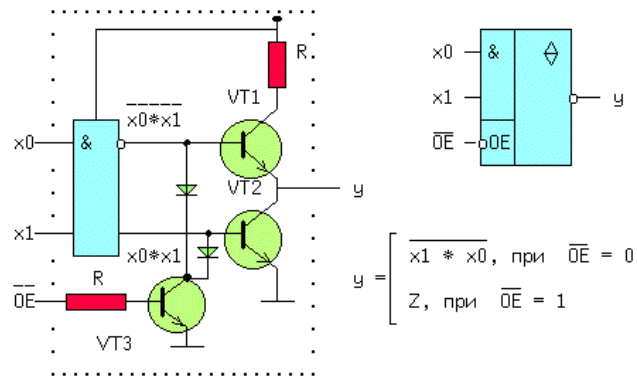 R
VT1
x0*x1
x0
&
VT2
x1
x0*x1
R
OE
VT3
y
x0
&
x1
OE
OE
y
y =
x1 * x0, при OE = 0
Z, при OE = 1